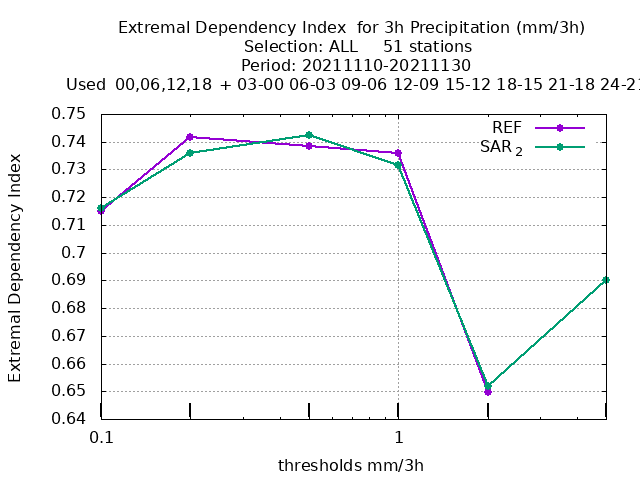 Extremal Dependency Index  for 3h Precipitation (mm/3h)
Selection: ALL     51 stations
Period: 20211110-20211130
Used  00,06,12,18  + 03-00 06-03 09-06 12-09  15-12 18-15 21-18 24-21
0.75
0.74
0.73
0.72
0.71
0.7
0.69
0.68
0.67
0.66
0.65
0.64
Extremal Dependency Index
REF
SAR 2
0.1
1
thresholds mm/3h